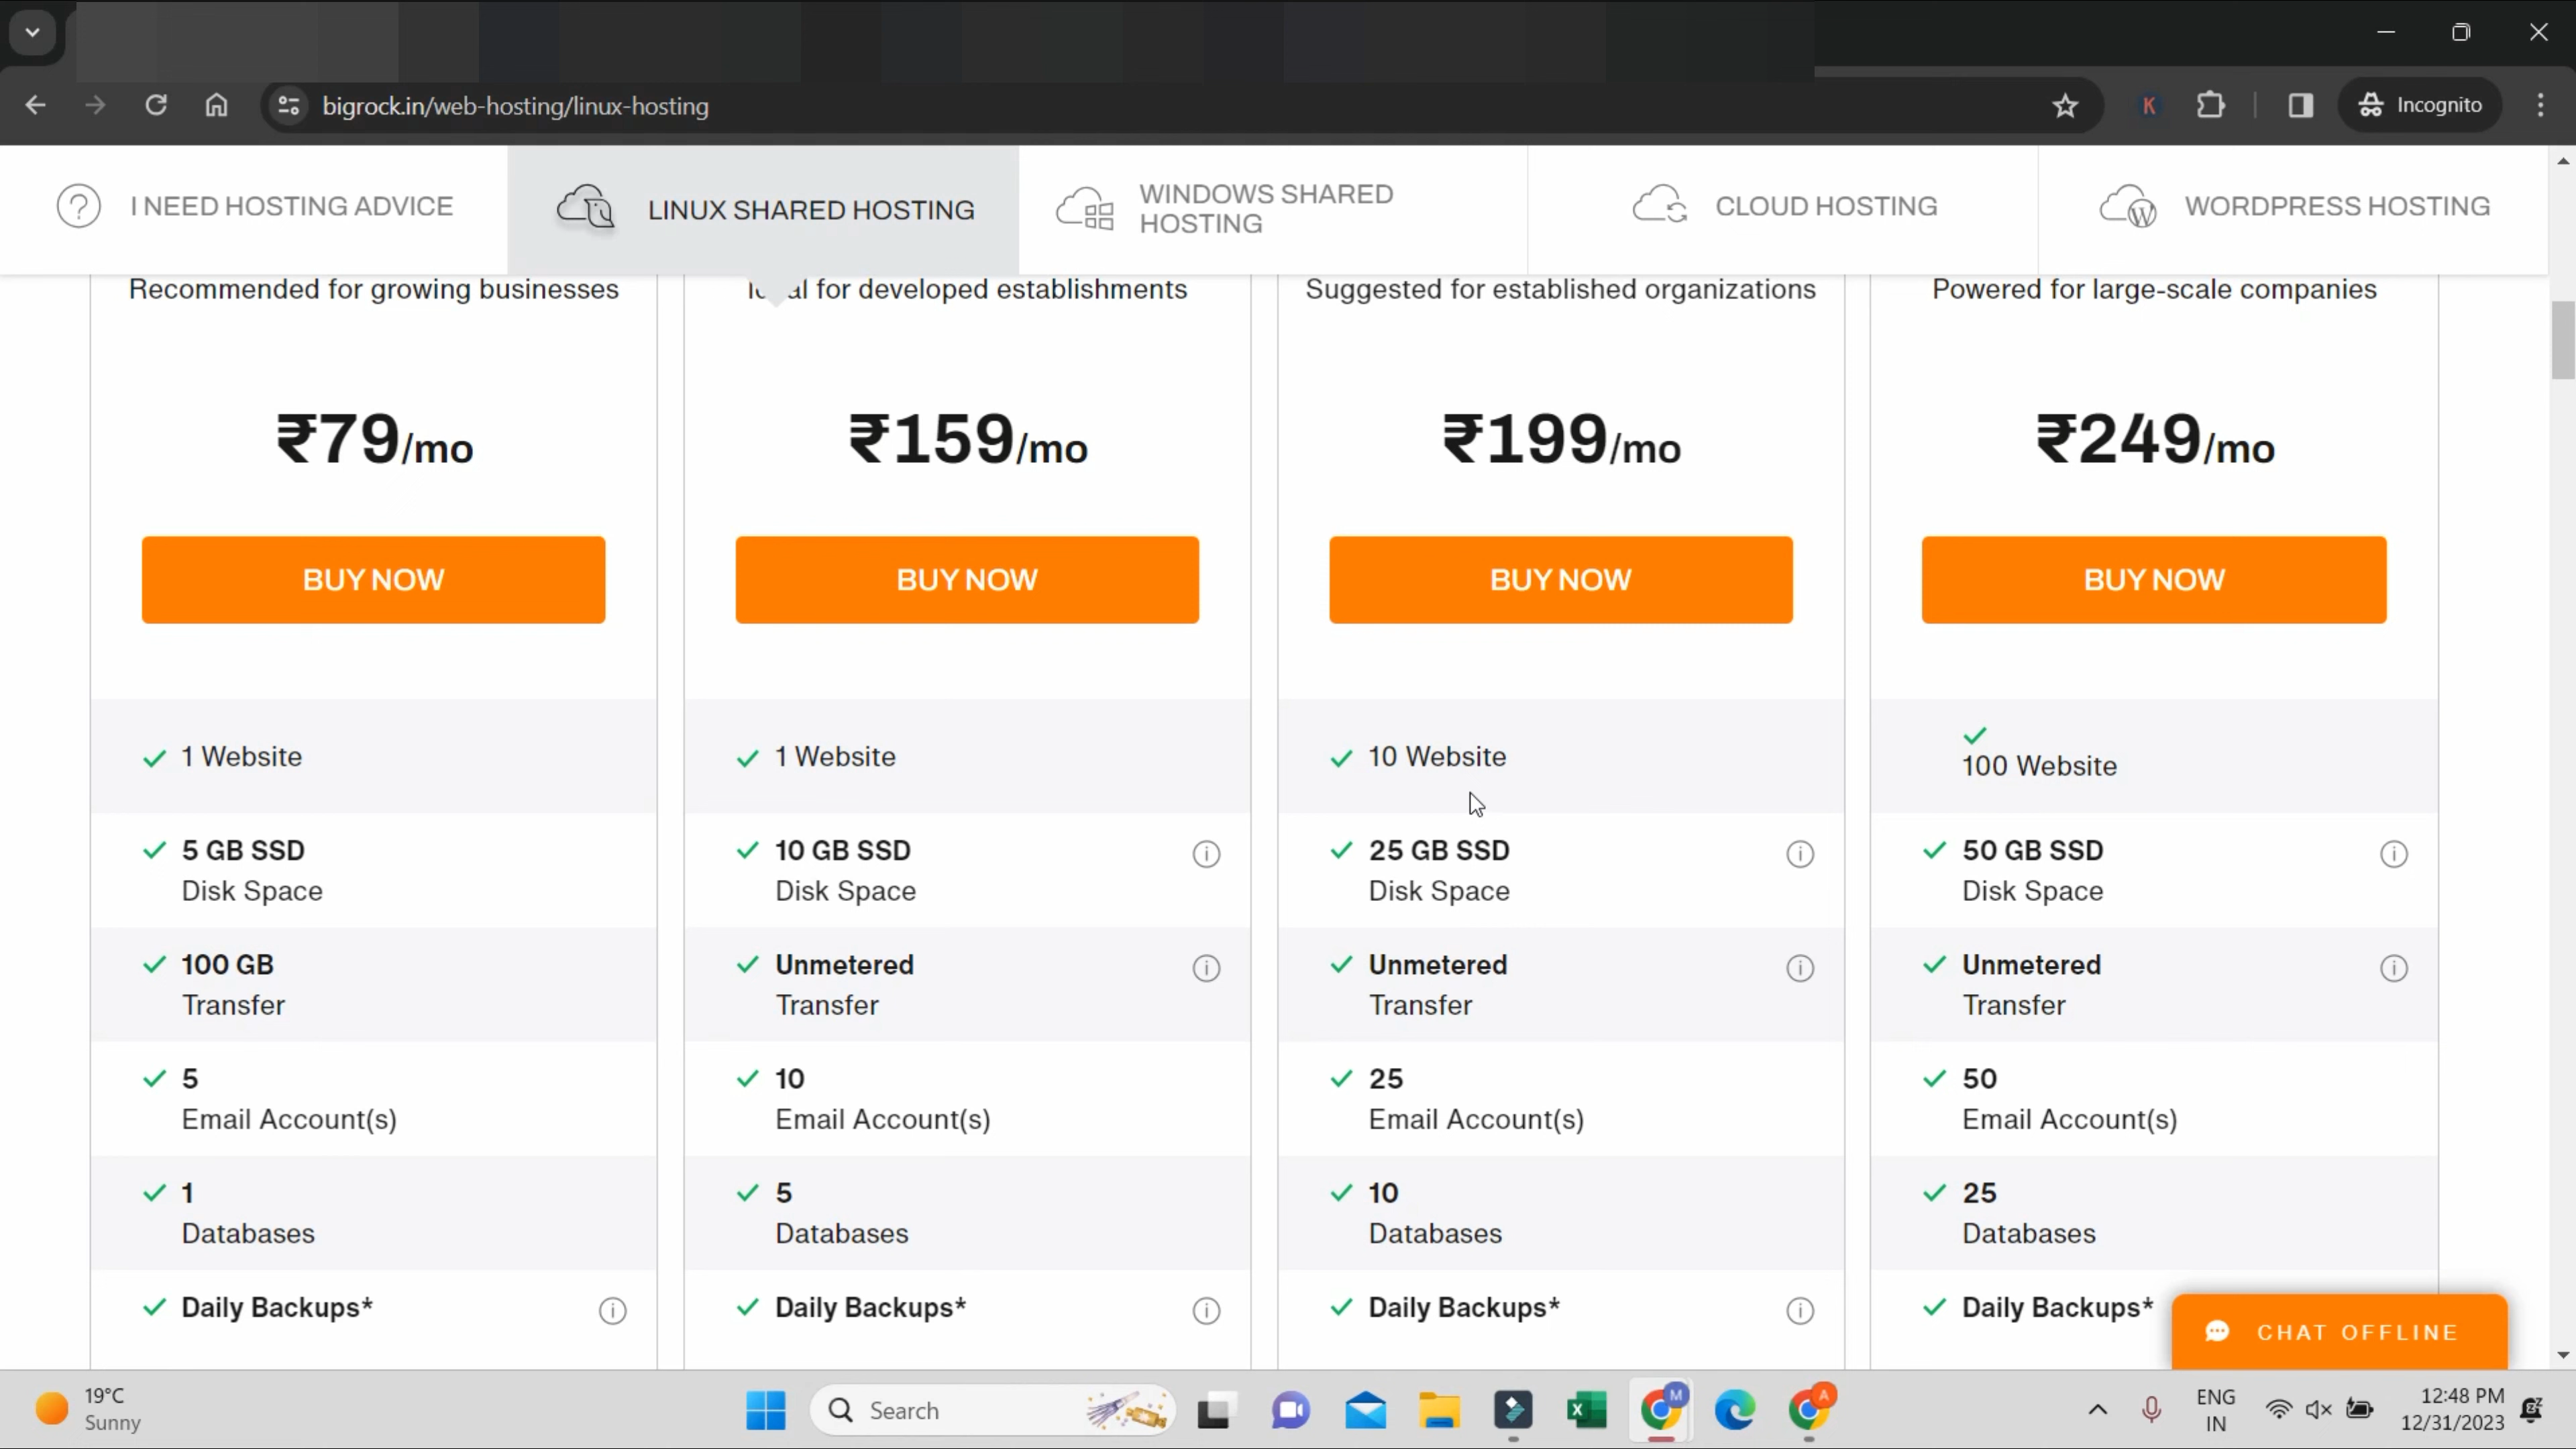 bigrock.in/web-hosting/linux-hosting
K
Incognito
I NEED HOSTING ADVICE
LINUX SHARED HOSTING
WINDOWS SHARED
HOSTING
CLOUD HOSTING
WORDPRESS HOSTING
Recommended for growing businesses
al for developed establishments
Suggested for established organizations
Powered for large-scale companies
₹79/mo
₹159/mo
₹199/mo
₹249/mo
BUY NOW
BUY NOW
BUY NOW
BUY NOW
1 Website
1 Website
10 Website
100 Website
5 GB SSD
Disk Space
10 GB SSD
Disk Space
25 GB SSD
Disk Space
50 GB SSD
Disk Space
100 GB
Transfer
Unmetered
Transfer
Unmetered
Transfer
Unmetered
Transfer
5
Email Account(s)
10
Email Account(s)
25
Email Account(s)
50
Email Account(s)
1
Databases
5
Databases
10
Databases
25
Databases
Daily Backups*
Daily Backups*
Daily Backups*
Daily Backups*
CHAT OFFLINE
19°C
Sunny
Search
M
A
ENG
IN
12:48 PM
12/31/2023